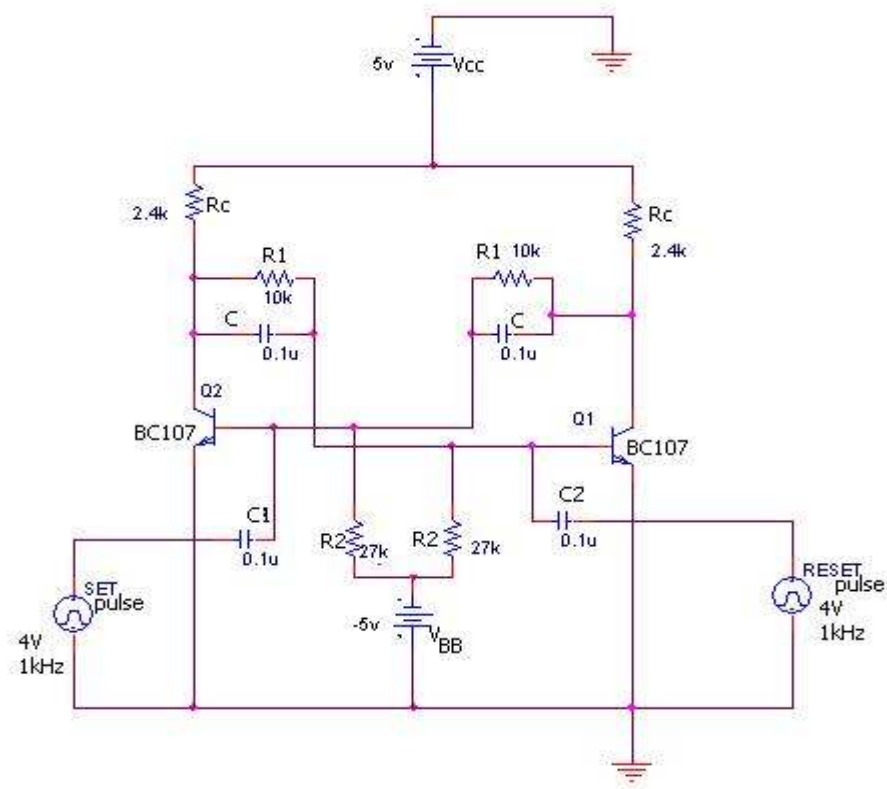 5v
Vcc
2.4k
Rc
Rc
2.4k
R1
10k
R1
10k
C
0.1u
C
0.1u
Q2
BC107
Q1
BC107
C1
0.1u
C2
0.1u
R2
27k
R2
27k
SET
pulse
4V
1kHz
-5v
VBB
RESET
pulse
4V
1kHz